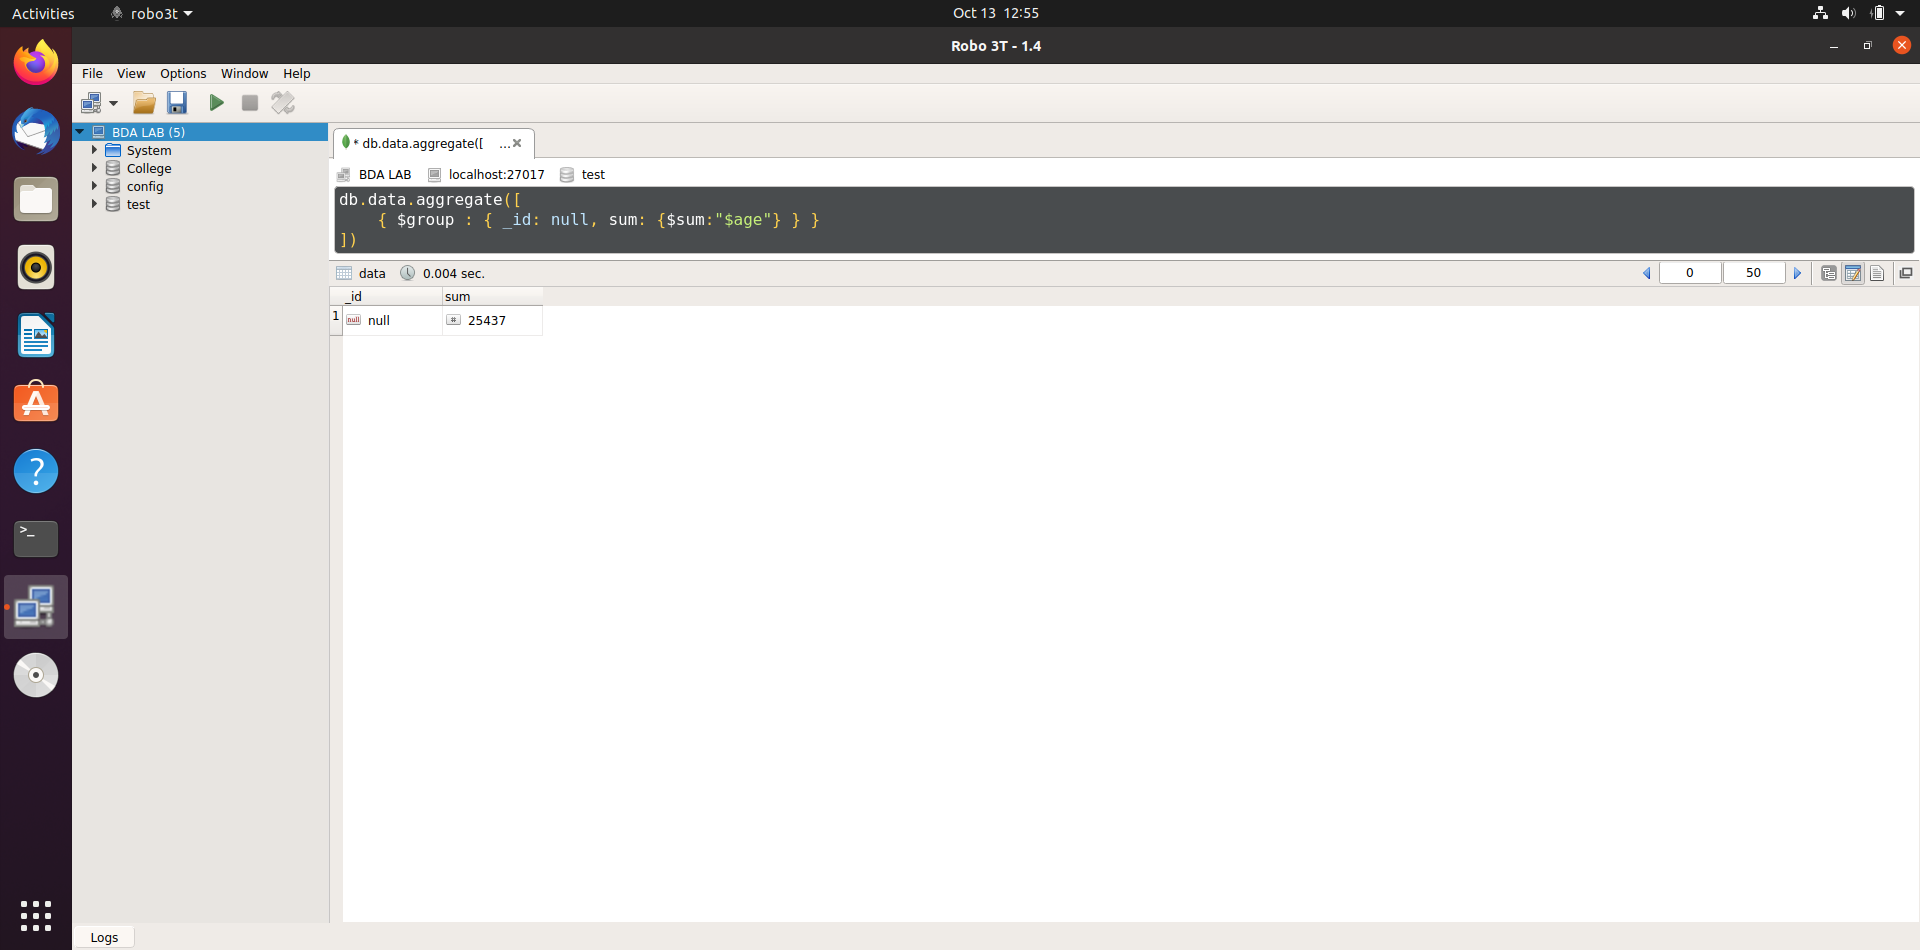 Activities robo3t Oct 13 12:55
Robo 3T - 1.4
File View Options Window Help
BDA LAB (5)
System
College
config
test
* db.data.aggregate([ ...
BDA LAB localhost:27017 test
db.data.aggregate([
    { $group : { _id: null, sum: {$sum:"$age"} } }
])
data 0.004 sec. 0 50
_id sum
1 null null # 25437
?
>_
Logs